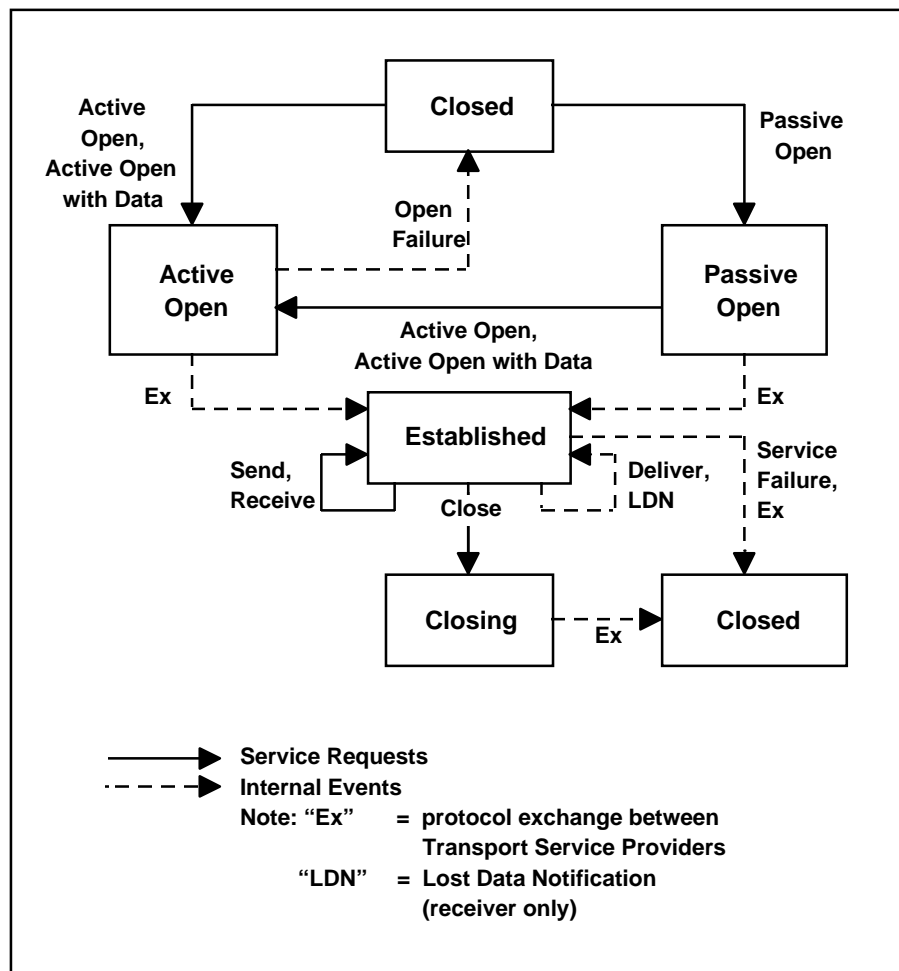 Closed
Active
Open,
Active Open
with Data
Passive
Open
Open
Failure
Active
Open
Passive
Open
Active Open,
Active Open with Data
Ex
Ex
Established
Send,
Receive
Close
Deliver,
LDN
Service
Failure,
Ex
Closing
Ex
Closed
Service Requests
Internal Events
Note: “Ex” = protocol exchange between
Transport Service Providers
“LDN” = Lost Data Notification
(receiver only)